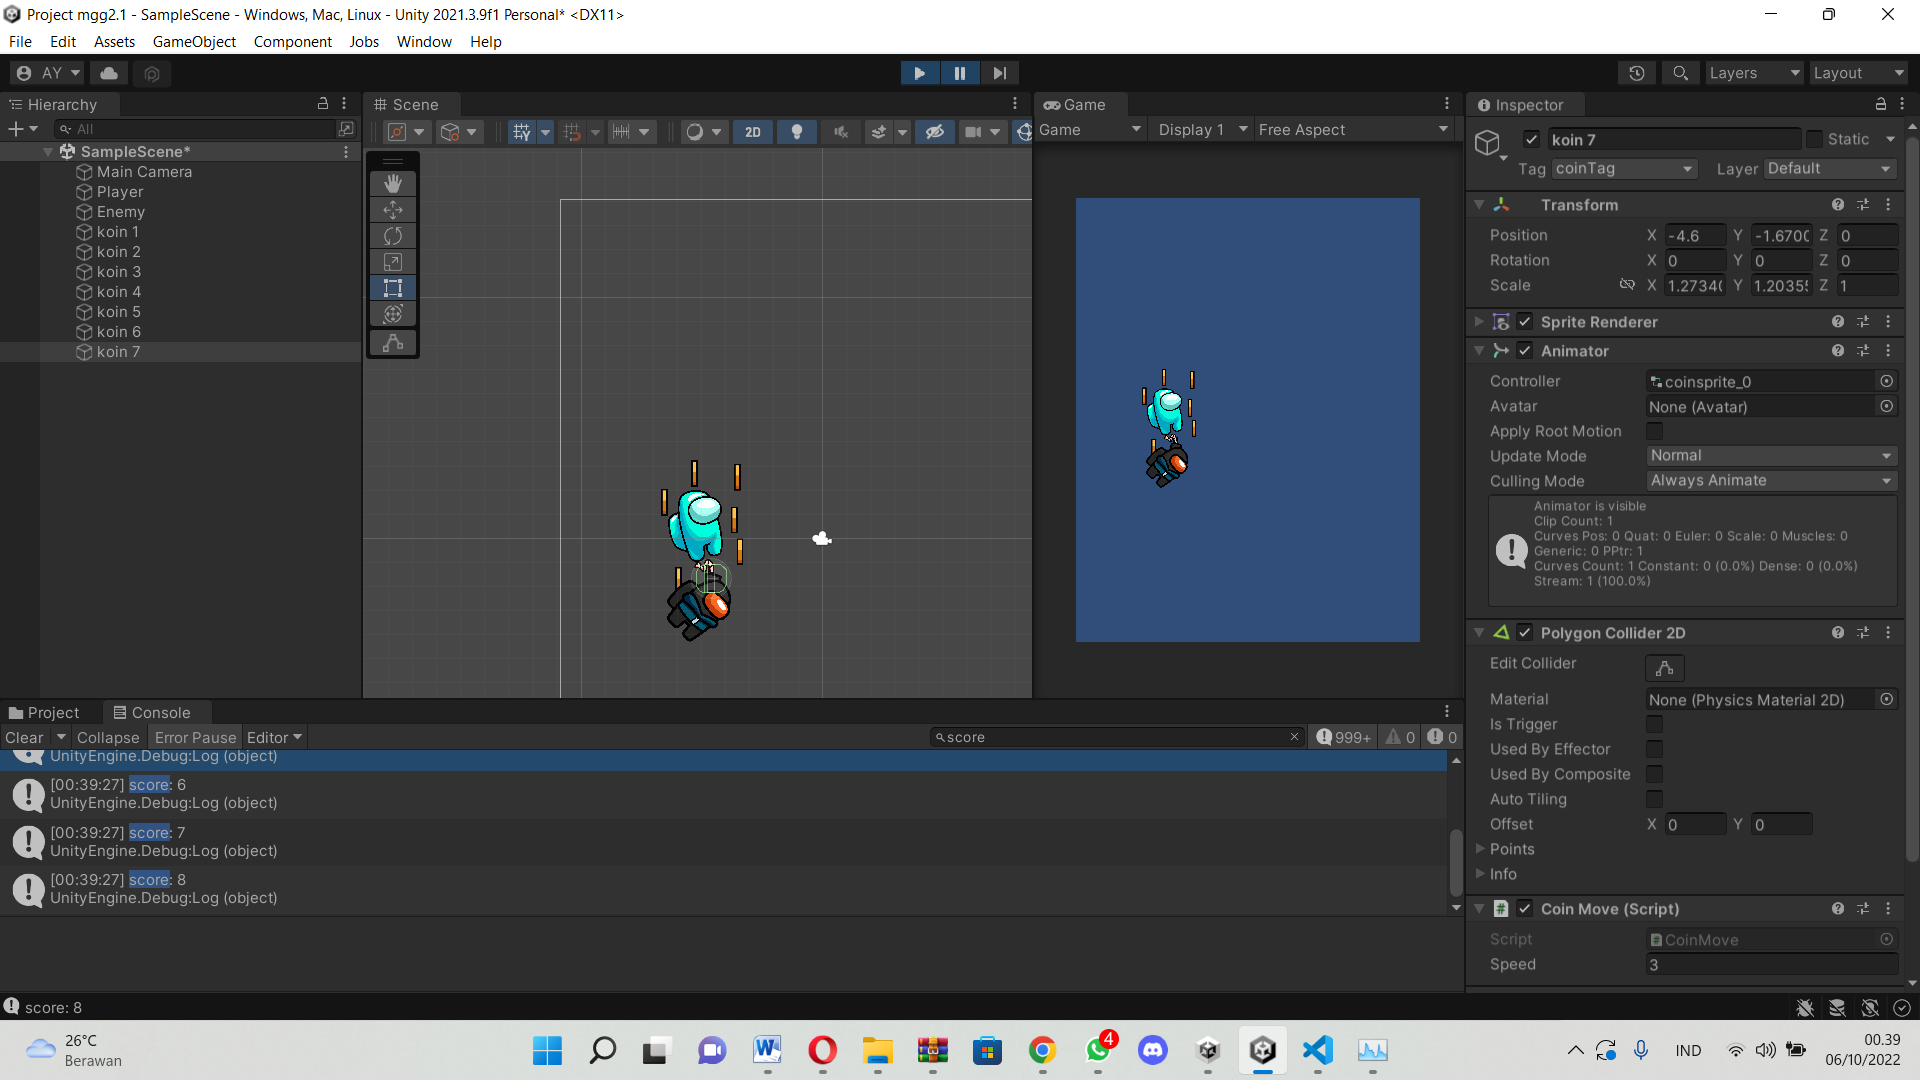 Project mgg2.1 - SampleScene - Windows, Mac, Linux - Unity 2021.3.9f1 Personal* <DX11>
File Edit Assets GameObject Component Jobs Window Help
AY
Layers
Layout
Hierarchy
All
SampleScene*
Main Camera
Player
Enemy
koin 1
koin 2
koin 3
koin 4
koin 5
koin 6
koin 7
Scene
2D
Game
Game Display 1 Free Aspect
Inspector
koin 7 Static
Tag coinTag Layer Default
Transform
Position X -4.6 Y -1.670 Z 0
Rotation X 0 Y 0 Z 0
Scale X 1.2734 Y 1.2035 Z 1
Sprite Renderer
Animator
Controller coinsprite_0
Avatar None (Avatar)
Apply Root Motion
Update Mode Normal
Culling Mode Always Animate
Animator is visible
Clip Count: 1
Curves Pos: 0 Quat: 0 Euler: 0 Scale: 0 Muscles: 0
Generic: 0 PPtr: 1
Curves Count: 1 Constant: 0 (0.0%) Dense: 0 (0.0%)
Stream: 1 (100.0%)
Polygon Collider 2D
Edit Collider
Material None (Physics Material 2D)
Is Trigger
Used By Effector
Used By Composite
Auto Tiling
Offset X 0 Y 0
Points
Info
Coin Move (Script)
Script CoinMove
Speed 3
Project Console
Clear Collapse Error Pause Editor score 999+ 0 0
UnityEngine.Debug:Log (object)
[00:39:27] score: 6
UnityEngine.Debug:Log (object)
[00:39:27] score: 7
UnityEngine.Debug:Log (object)
[00:39:27] score: 8
UnityEngine.Debug:Log (object)
score: 8
26°C
Berawan
4
IND
00.39
06/10/2022